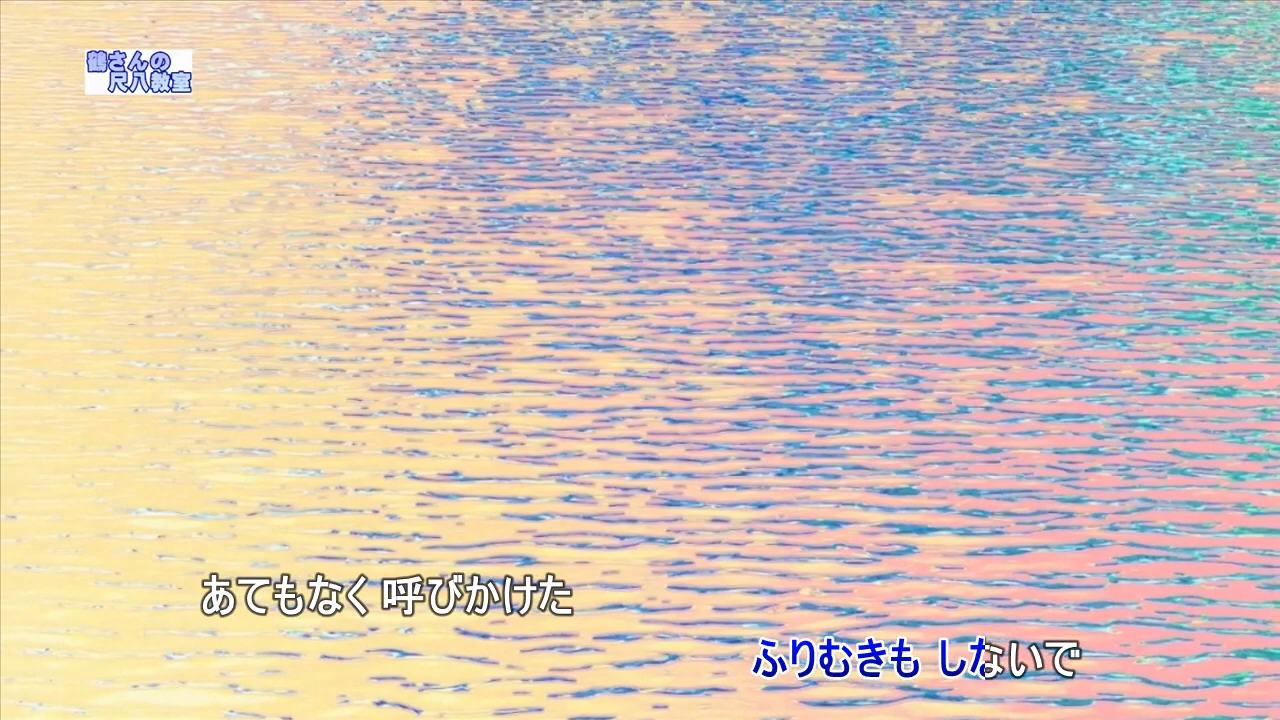 鶴さんの
尺八教室
あてもなく 呼びかけた
ふりむきも しないで